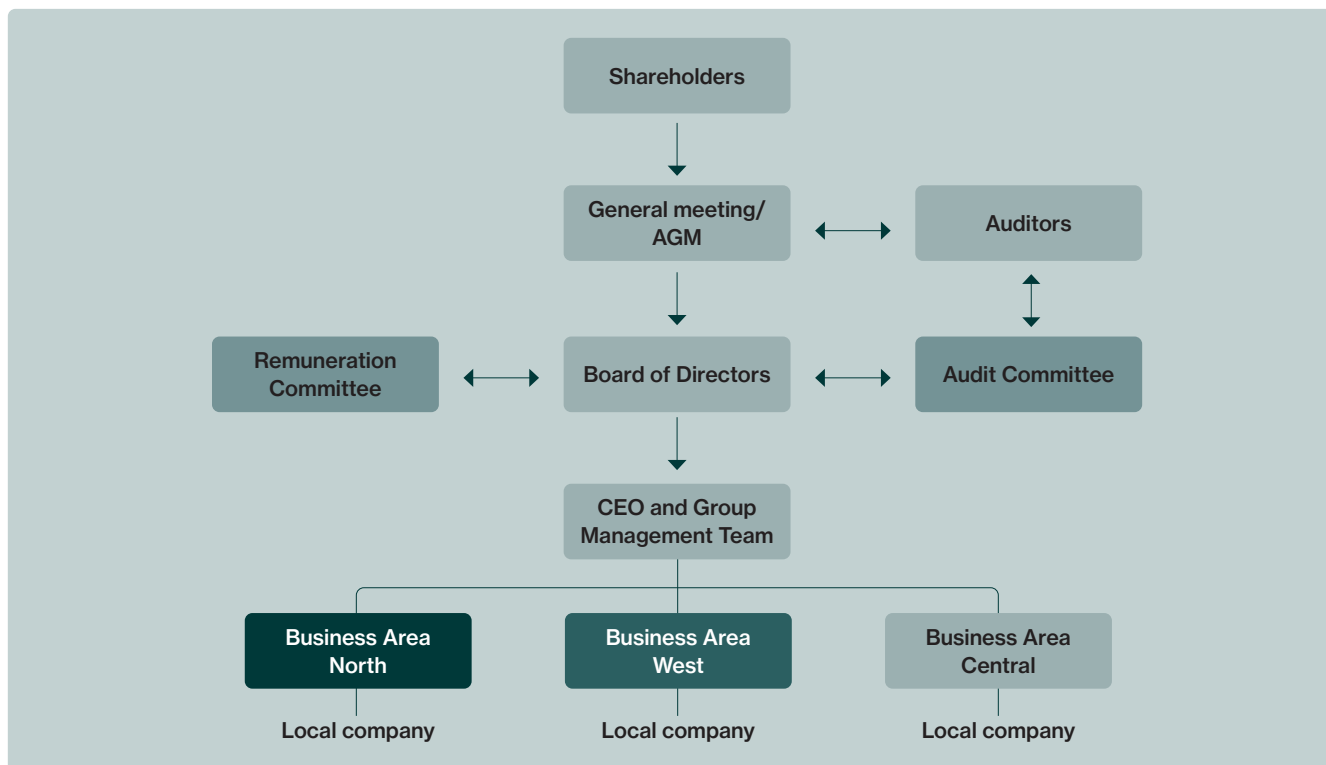 Shareholders
General meeting/
AGM
Auditors
Remuneration
Committee
Board of Directors
Audit Committee
CEO and Group
Management Team
Business Area
North
Business Area
West
Business Area
Central
Local company
Local company
Local company